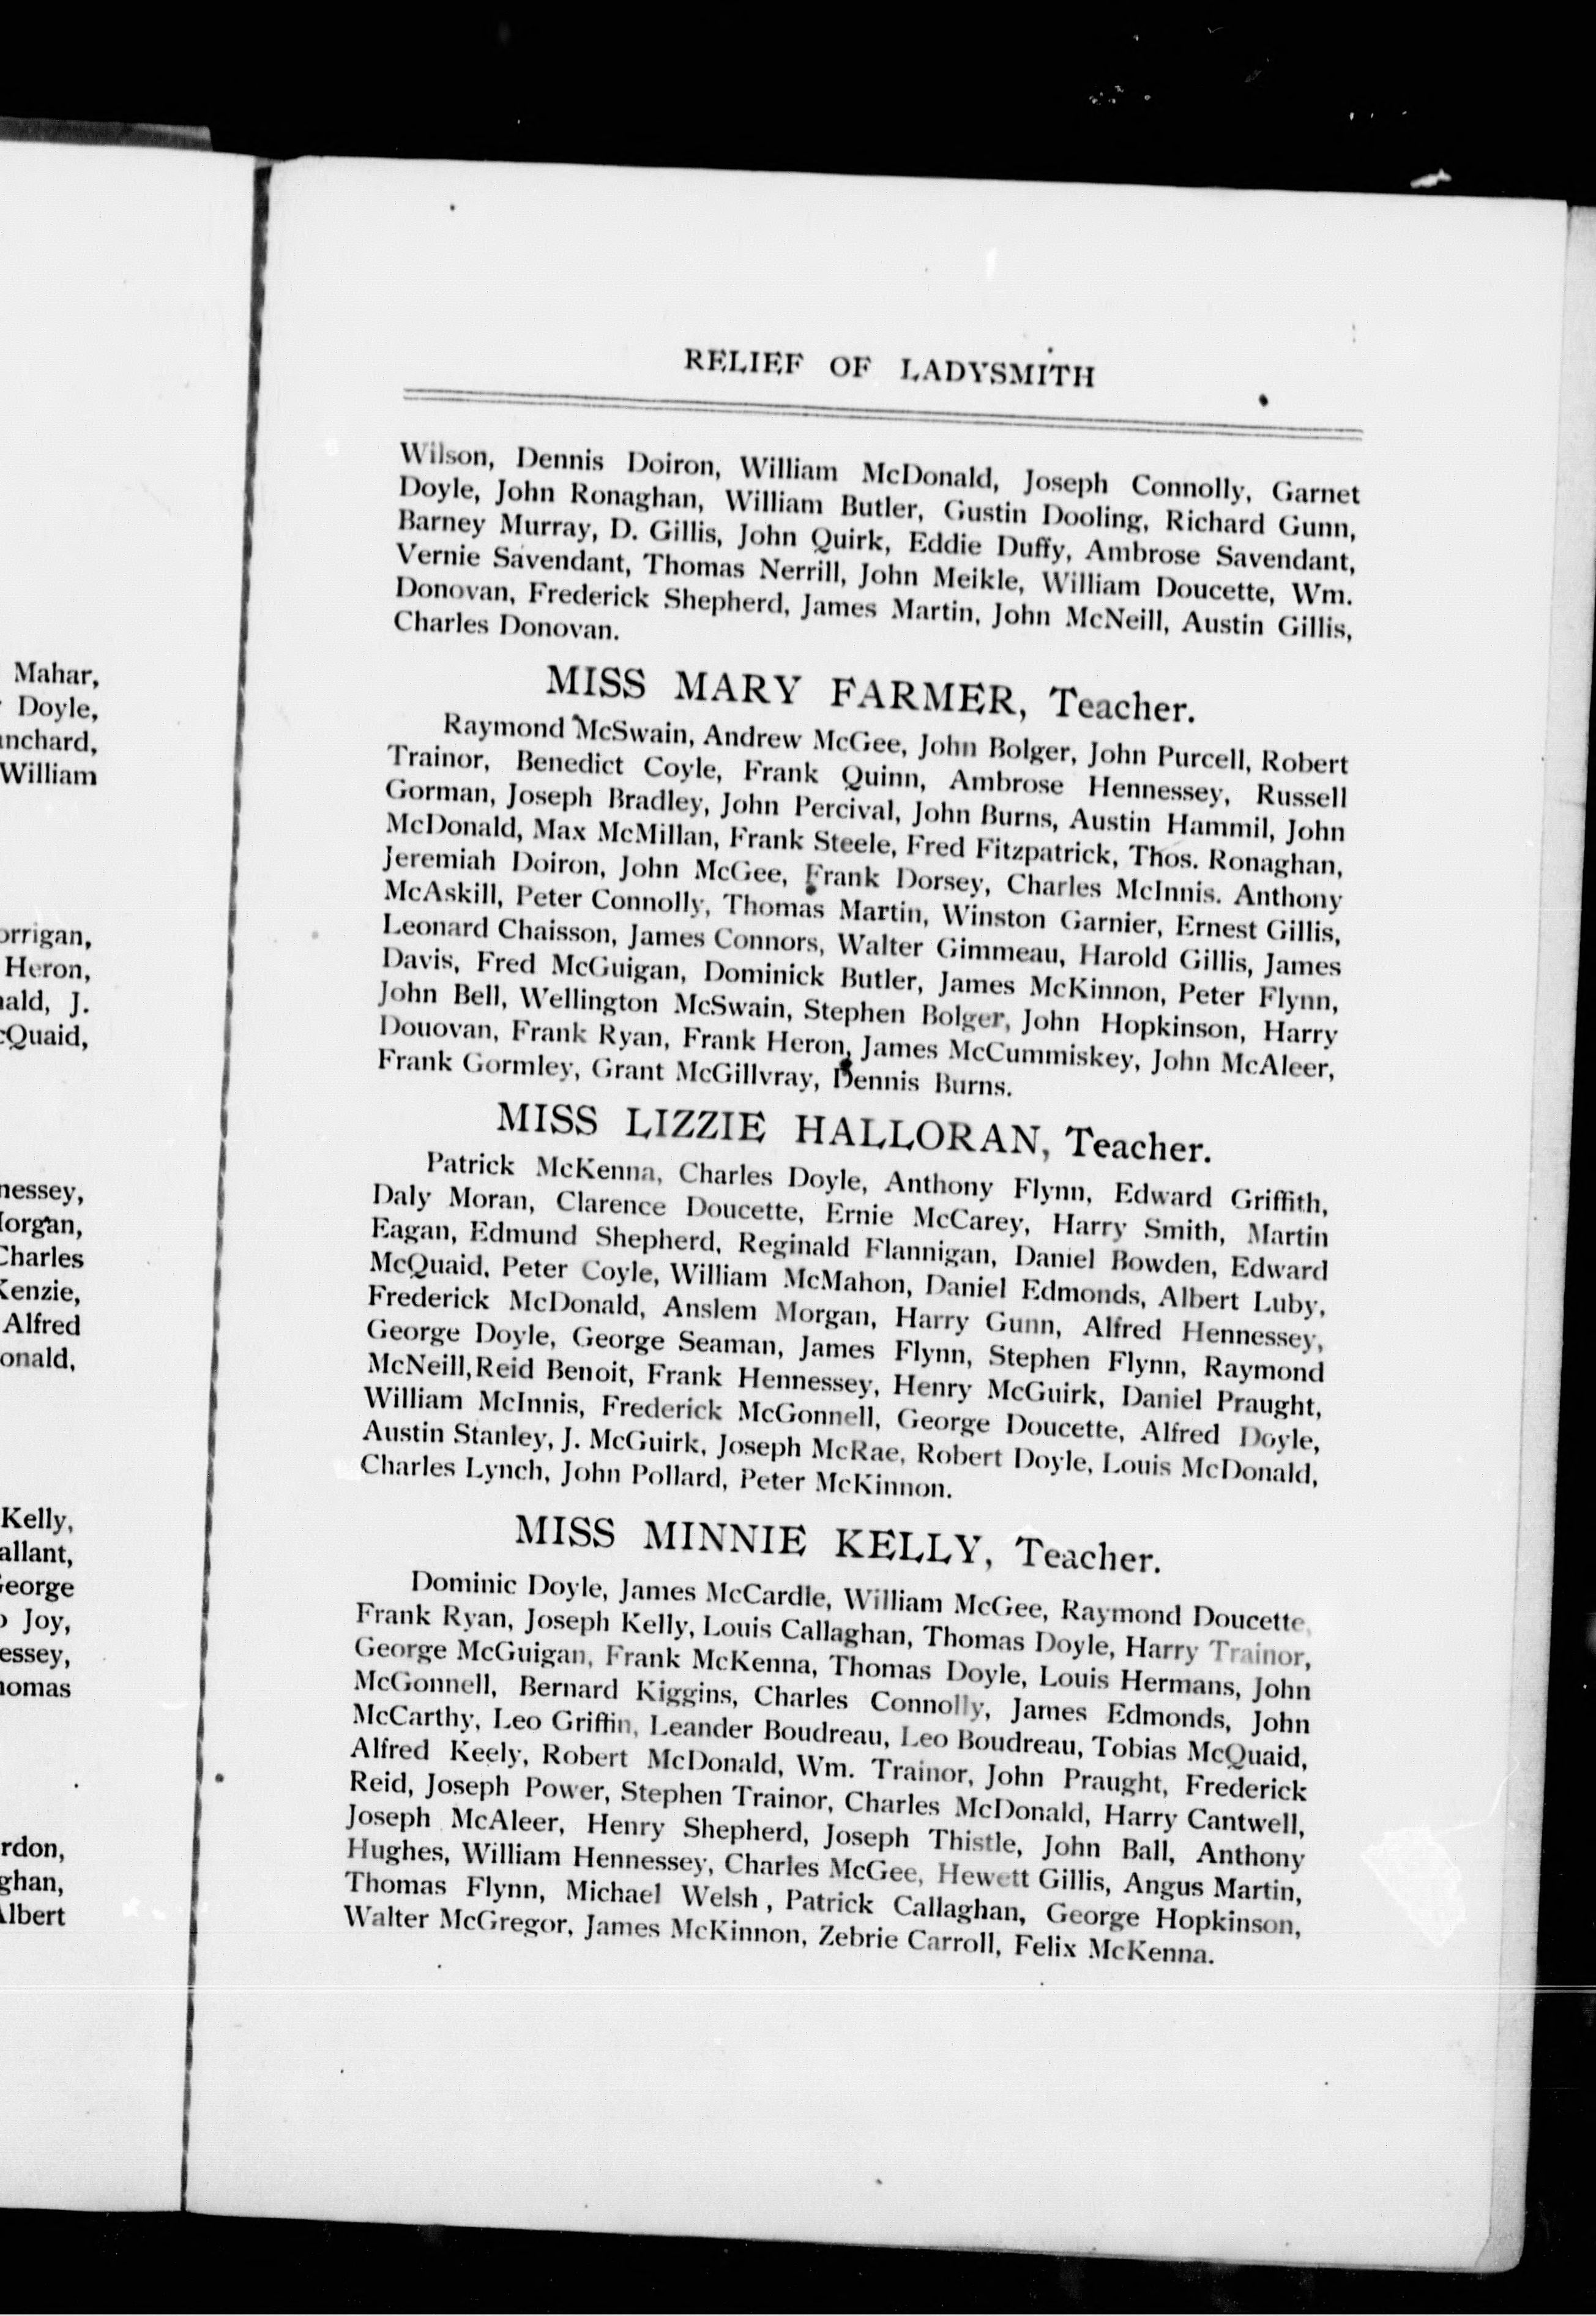 Mahar,
Doyle,
anchard,
William
orrigan,
Heron,
nald, J.
cQuaid,
nessey,
Iorgan,
Charles
Kenzie,
Alfred
onald,
Kelly,
allant,
George
Joy,
essey,
homas
rdon,
ghan,
Albert
RELIEF OF LADYSMITH
Wilson, Dennis Doiron, William McDonald, Joseph Connolly, Garnet
Doyle, John Ronaghan, William Butler, Gustin Dooling, Richard Gunn,
Barney Murray, D. Gillis, John Quirk, Eddie Duffy, Ambrose Savendant,
Vernie Savendant, Thomas Nerrill, John Meikle, William Doucette, Wm.
Donovan, Frederick Shepherd, James Martin, John McNeill, Austin Gillis,
Charles Donovan.
MISS MARY FARMER, Teacher.
Raymond McSwain, Andrew McGee, John Bolger, John Purcell, Robert
Trainor, Benedict Coyle, Frank Quinn, Ambrose Hennessey, Russell
Gorman, Joseph Bradley, John Percival, John Burns, Austin Hammil, John
McDonald, Max McMillan, Frank Steele, Fred Fitzpatrick, Thos. Ronaghan,
Jeremiah Doiron, John McGee, Frank Dorsey, Charles McInnis. Anthony
McAskill, Peter Connolly, Thomas Martin, Winston Garnier, Ernest Gillis,
Leonard Chaisson, James Connors, Walter Gimmeau, Harold Gillis, James
Davis, Fred McGuigan, Dominick Butler, James McKinnon, Peter Flynn,
John Bell, Wellington McSwain, Stephen Bolger, John Hopkinson, Harry
Douovan, Frank Ryan, Frank Heron, James McCummiskey, John McAleer,
Frank Gormley, Grant McGillvray, Dennis Burns.
MISS LIZZIE HALLORAN, Teacher.
Patrick McKenna, Charles Doyle, Anthony Flynn, Edward Griffith,
Daly Moran, Clarence Doucette, Ernie McCarey, Harry Smith, Martin
Eagan, Edmund Shepherd, Reginald Flannigan, Daniel Bowden, Edward
McQuaid, Peter Coyle, William McMahon, Daniel Edmonds, Albert Luby,
Frederick McDonald, Anslem Morgan, Harry Gunn, Alfred Hennessey,
George Doyle, George Seaman, James Flynn, Stephen Flynn, Raymond
McNeill, Reid Benoit, Frank Hennessey, Henry McGuirk, Daniel Praught,
William McInnis, Frederick McGonnell, George Doucette, Alfred Doyle,
Austin Stanley, J. McGuirk, Joseph McRae, Robert Doyle, Louis McDonald,
Charles Lynch, John Pollard, Peter McKinnon.
MISS MINNIE KELLY, Teacher.
Dominic Doyle, James McCardle, William McGee, Raymond Doucette,
Frank Ryan, Joseph Kelly, Louis Callaghan, Thomas Doyle, Harry Trainor,
George McGuigan, Frank McKenna, Thomas Doyle, Louis Hermans, John
McGonnell, Bernard Kiggins, Charles Connolly, James Edmonds, John
McCarthy, Leo Griffin, Leander Boudreau, Leo Boudreau, Tobias McQuaid,
Alfred Keely, Robert McDonald, Wm. Trainor, John Praught, Frederick
Reid, Joseph Power, Stephen Trainor, Charles McDonald, Harry Cantwell,
Joseph McAleer, Henry Shepherd, Joseph Thistle, John Ball, Anthony
Hughes, William Hennessey, Charles McGee, Hewett Gillis, Angus Martin,
Thomas Flynn, Michael Welsh, Patrick Callaghan, George Hopkinson,
Walter McGregor, James McKinnon, Zebrie Carroll, Felix McKenna.